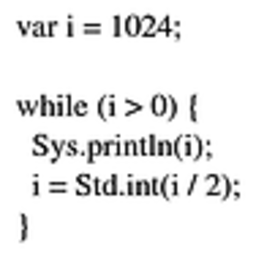 var i = 1024;
while (i > 0) {
Sys.println(i);
i = Std.int(i / 2);
}